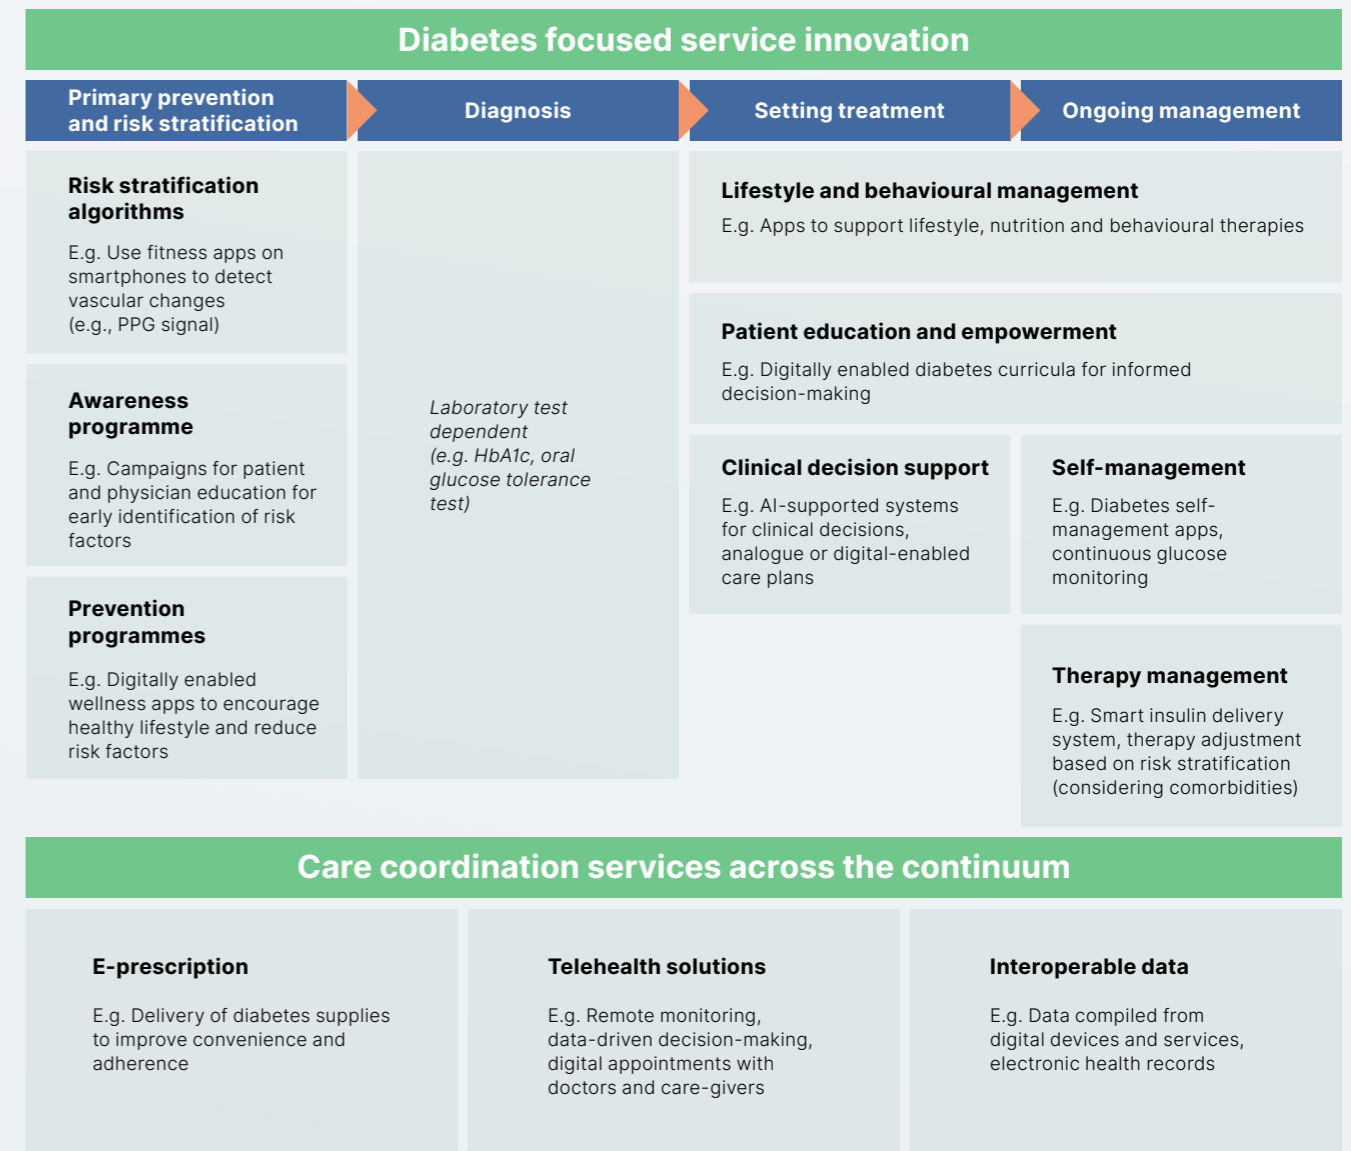 Diabetes focused service innovation
Primary prevention
and risk stratification
Diagnosis
Setting treatment
Ongoing management
Risk stratification
algorithms
E.g. Use fitness apps on
smartphones to detect
vascular changes
(e.g., PPG signal)
Awareness
programme
E.g. Campaigns for patient
and physician education for
early identification of risk
factors
Prevention
programmes
E.g. Digitally enabled
wellness apps to encourage
healthy lifestyle and reduce
risk factors
Laboratory test
dependent
(e.g. HbA1c, oral
glucose tolerance
test)
Lifestyle and behavioural management
E.g. Apps to support lifestyle, nutrition and behavioural therapies
Patient education and empowerment
E.g. Digitally enabled diabetes curricula for informed
decision-making
Clinical decision support
E.g. AI-supported systems
for clinical decisions,
analogue or digital-enabled
care plans
Self-management
E.g. Diabetes self-
management apps,
continuous glucose
monitoring
Therapy management
E.g. Smart insulin delivery
system, therapy adjustment
based on risk stratification
(considering comorbidities)
Care coordination services across the continuum
E-prescription
E.g. Delivery of diabetes supplies
to improve convenience and
adherence
Telehealth solutions
E.g. Remote monitoring,
data-driven decision-making,
digital appointments with
doctors and care-givers
Interoperable data
E.g. Data compiled from
digital devices and services,
electronic health records